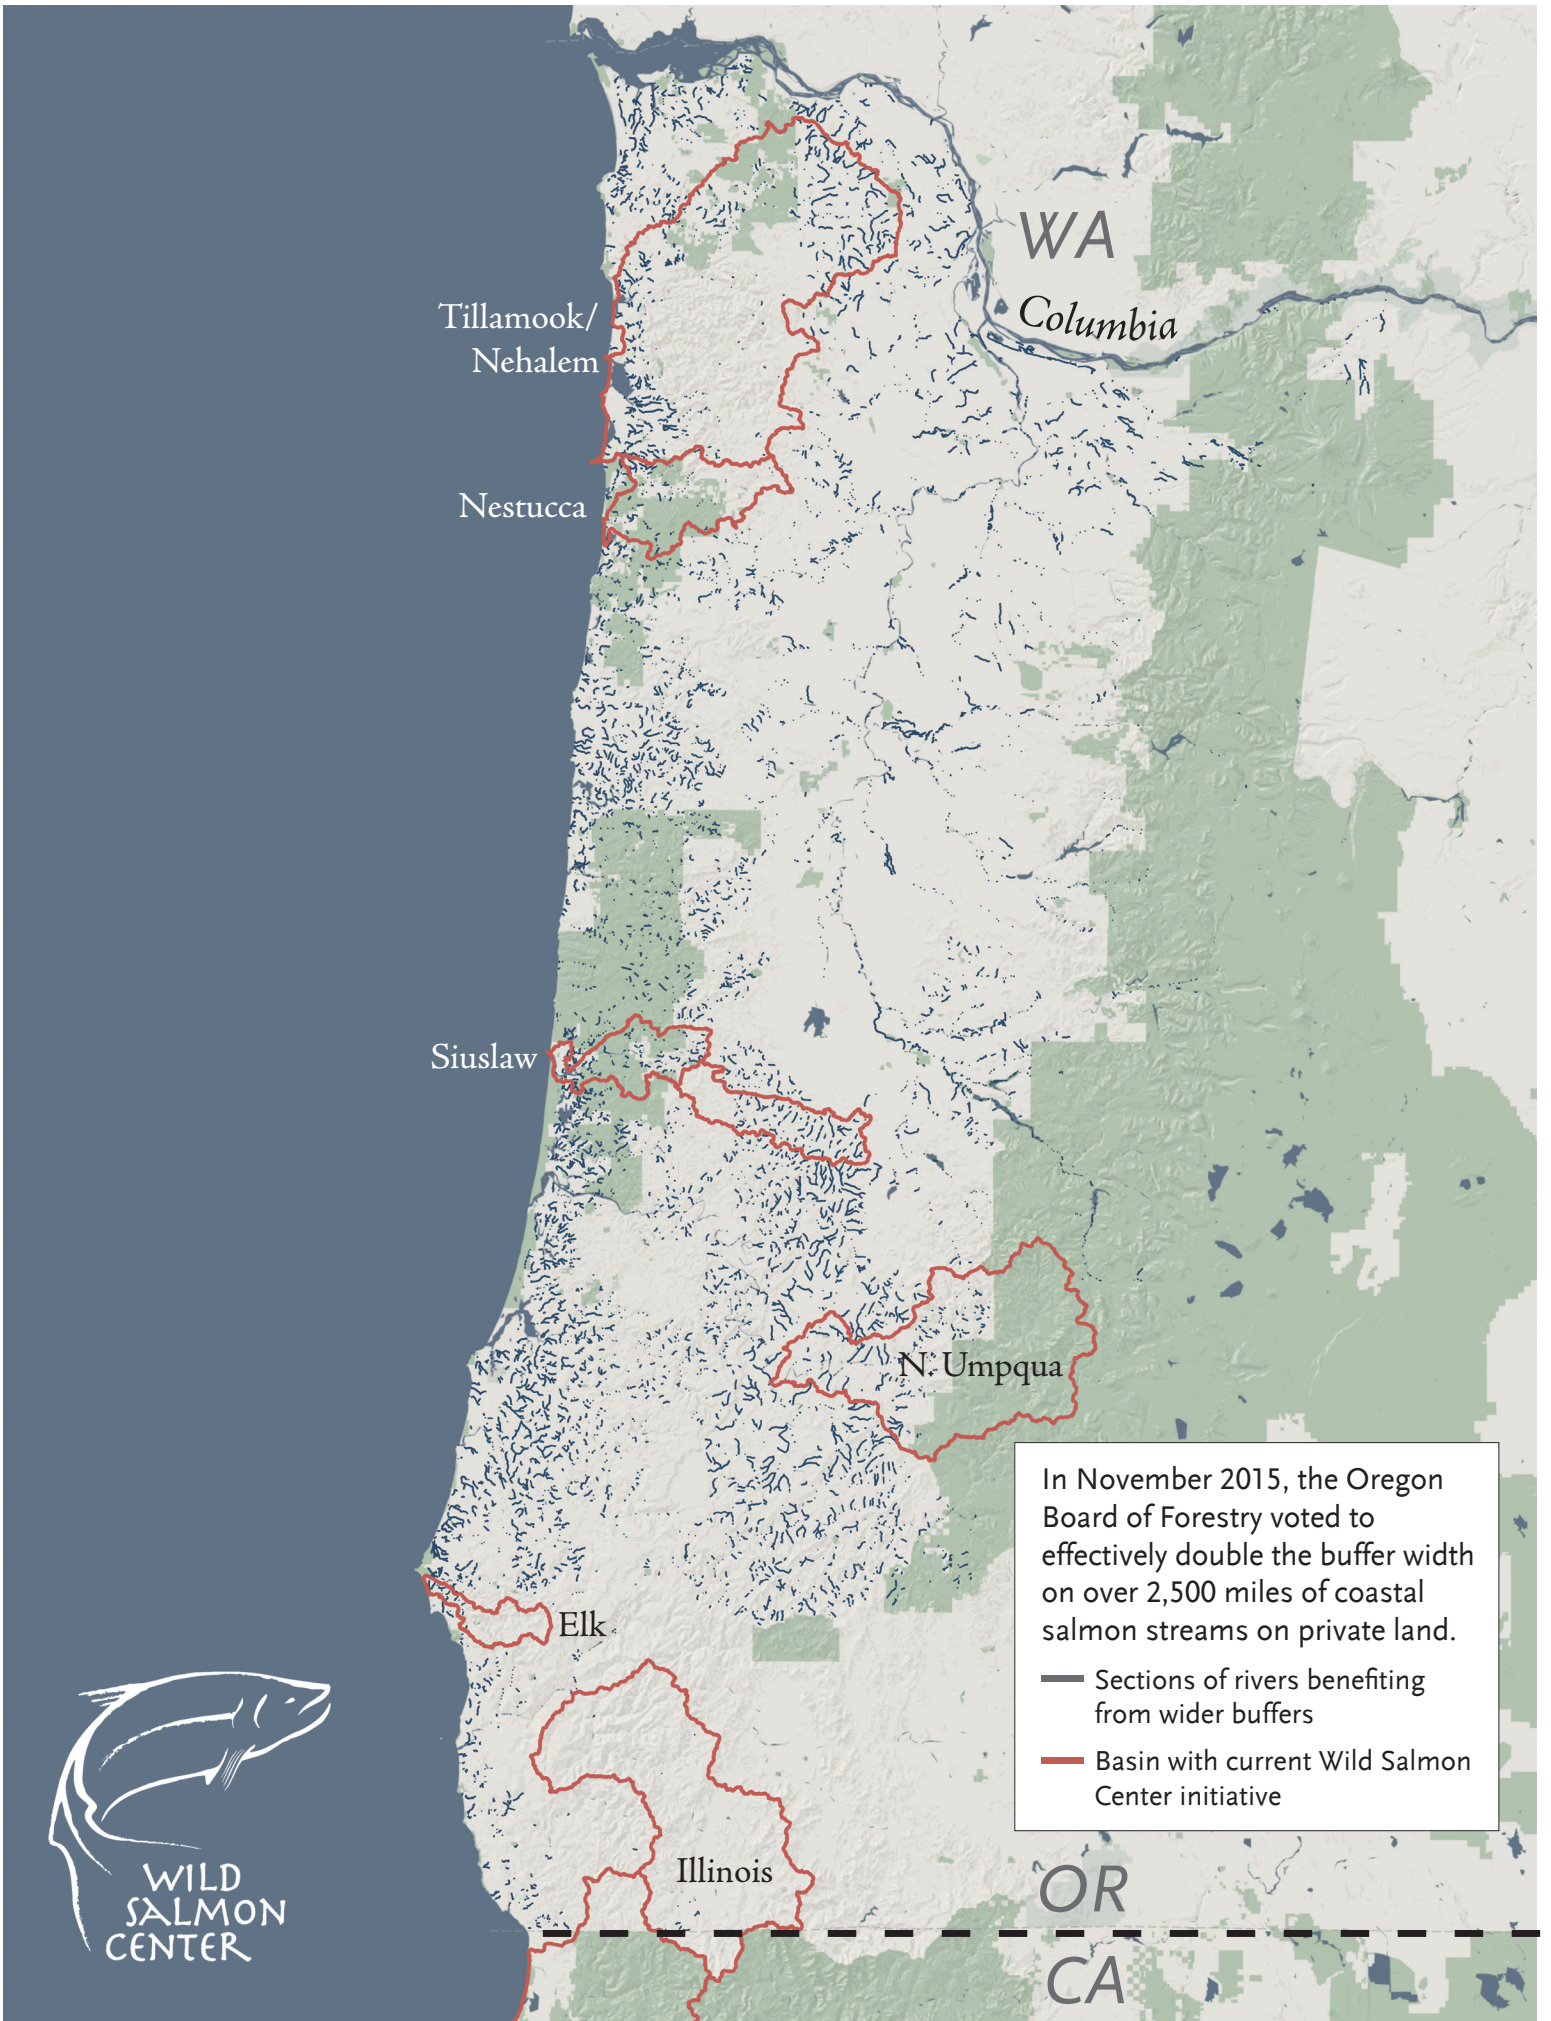 WA
Columbia
Tillamook/
Nehalem
Nestucca
Siuslaw
N. Umpqua
In November 2015, the Oregon
Board of Forestry voted to
effectively double the buffer width
on over 2,500 miles of coastal
salmon streams on private land.
Sections of rivers benefiting
from wider buffers
Basin with current Wild Salmon
Center initiative
Elk
Illinois
OR
CA
WILD
SALMON
CENTER